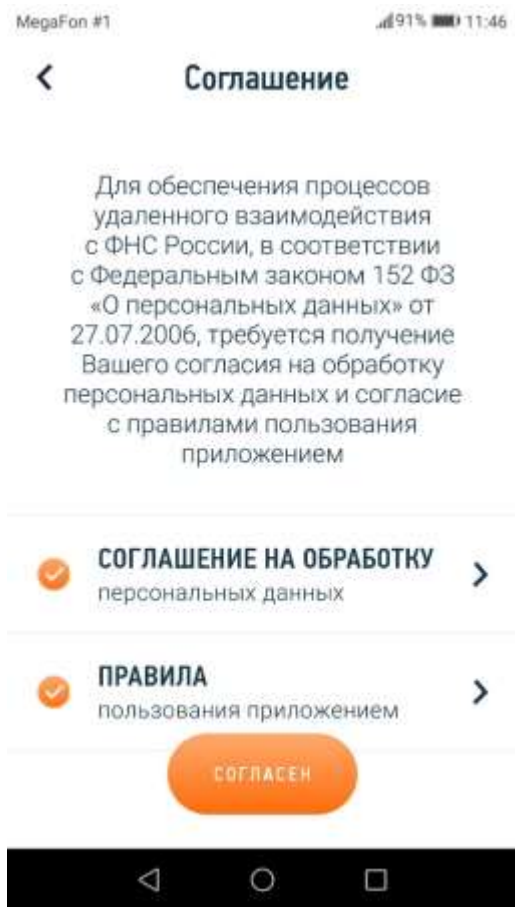 MegaFon #1
91% 11:46
Соглашение
Для обеспечения процессов
удаленного взаимодействия
с ФНС России, в соответствии
с Федеральным законом 152 ФЗ
«О персональных данных» от
27.07.2006, требуется получение
Вашего согласия на обработку
персональных данных и согласие
с правилами пользования
приложением
СОГЛАШЕНИЕ НА ОБРАБОТКУ
персональных данных
ПРАВИЛА
пользования приложением
СОГЛАСЕН